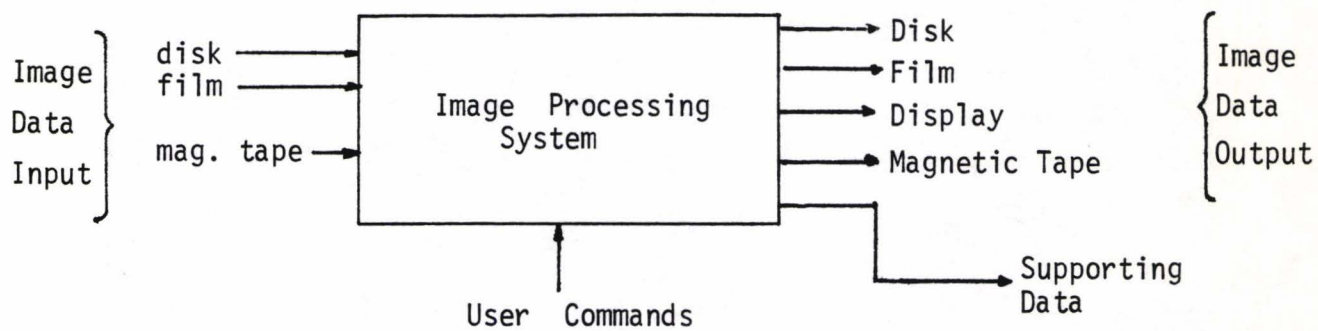 Image
Data
Input
disk
film
mag. tape
Image Processing
System
User Commands
Disk
Film
Display
Magnetic Tape
Supporting
Data
Image
Data
Output